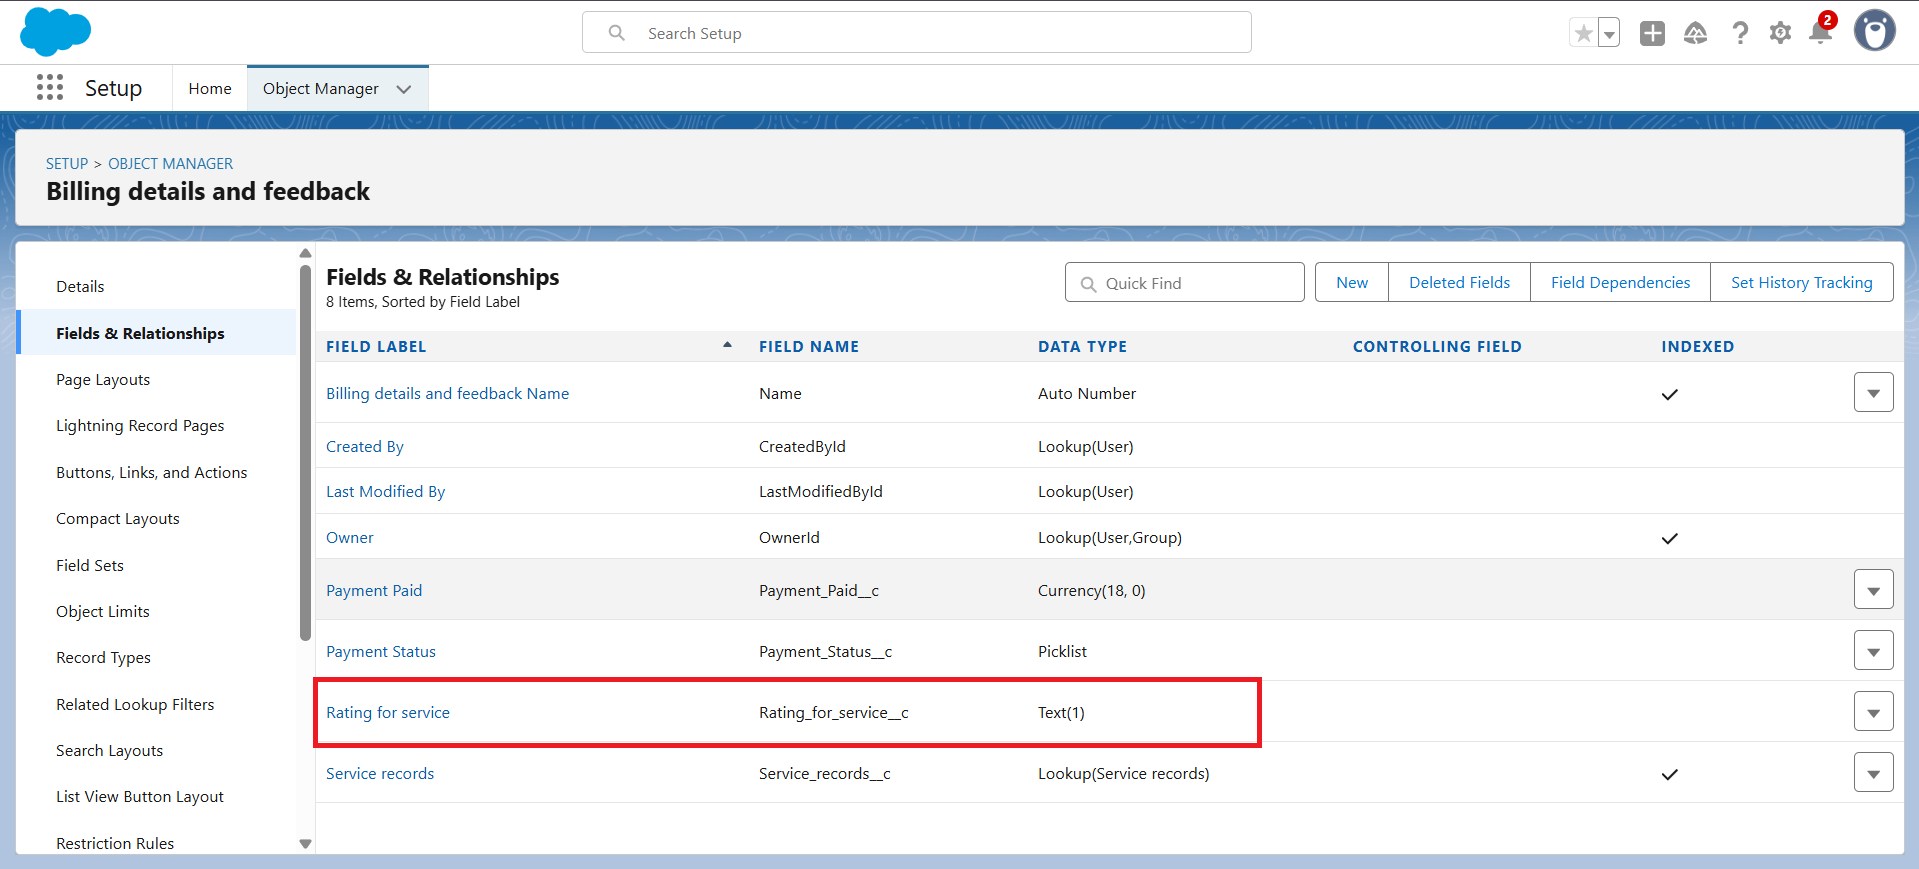 Search Setup
2
Setup
Home
Object Manager
SETUP > OBJECT MANAGER
Billing details and feedback
Details
Fields & Relationships
Page Layouts
Lightning Record Pages
Buttons, Links, and Actions
Compact Layouts
Field Sets
Object Limits
Record Types
Related Lookup Filters
Search Layouts
List View Button Layout
Restriction Rules
Fields & Relationships
8 Items, Sorted by Field Label
Quick Find
New
Deleted Fields
Field Dependencies
Set History Tracking
FIELD LABEL FIELD NAME DATA TYPE CONTROLLING FIELD INDEXED
Billing details and feedback Name Name Auto Number
Created By CreatedById Lookup(User)
Last Modified By LastModifiedById Lookup(User)
Owner OwnerId Lookup(User,Group)
Payment Paid Payment_Paid__c Currency(18, 0)
Payment Status Payment_Status__c Picklist
Rating for service Rating_for_service__c Text(1)
Service records Service_records__c Lookup(Service records)